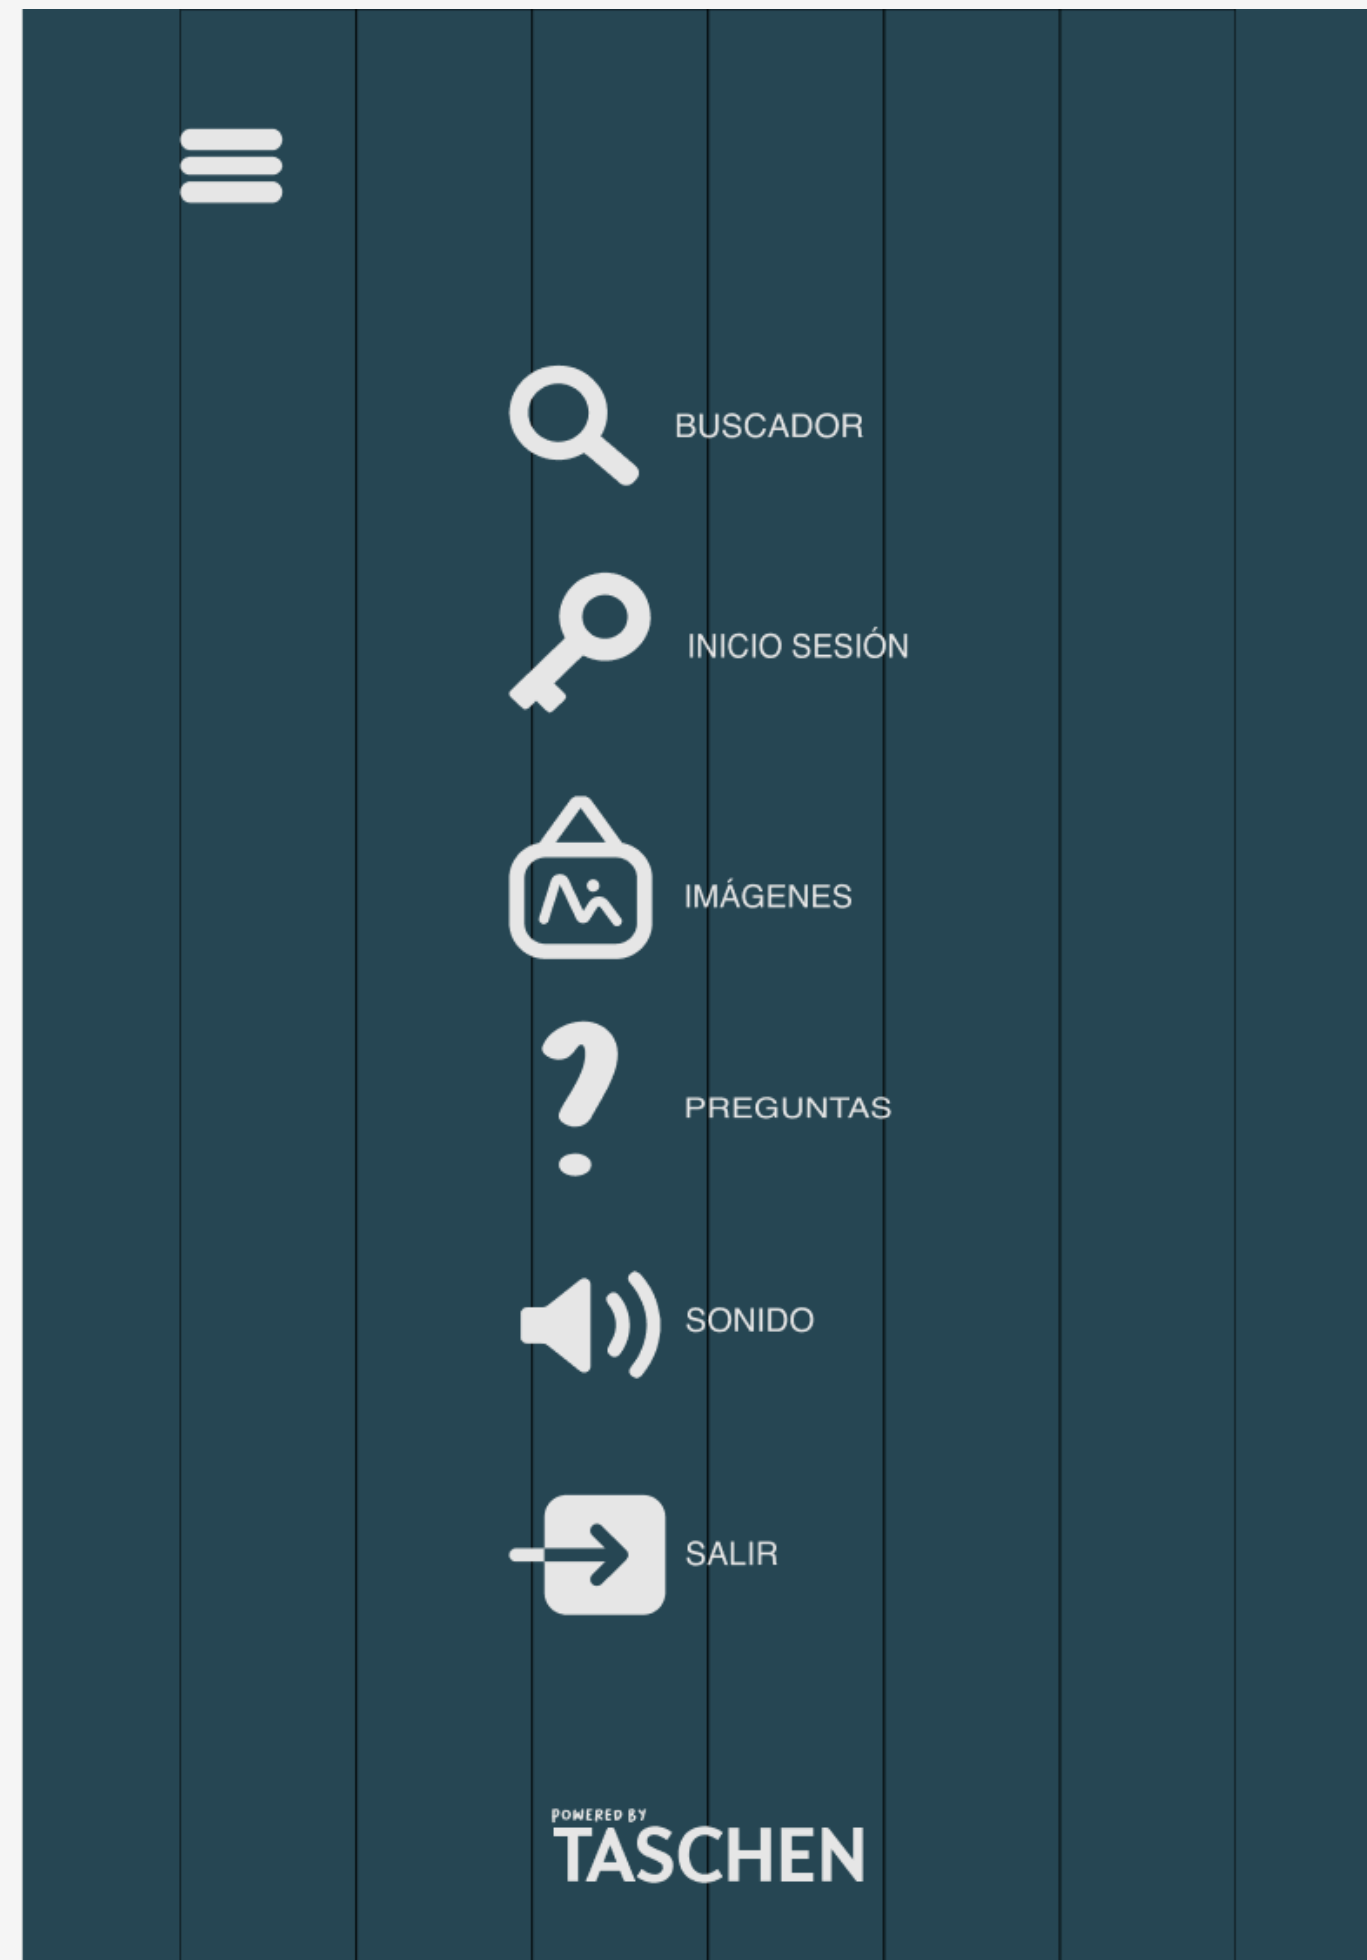 BUSCADOR
INICIO SESIÓN
IMÁGENES
PREGUNTAS
SONIDO
SALIR
POWERED BY
TASCHEN